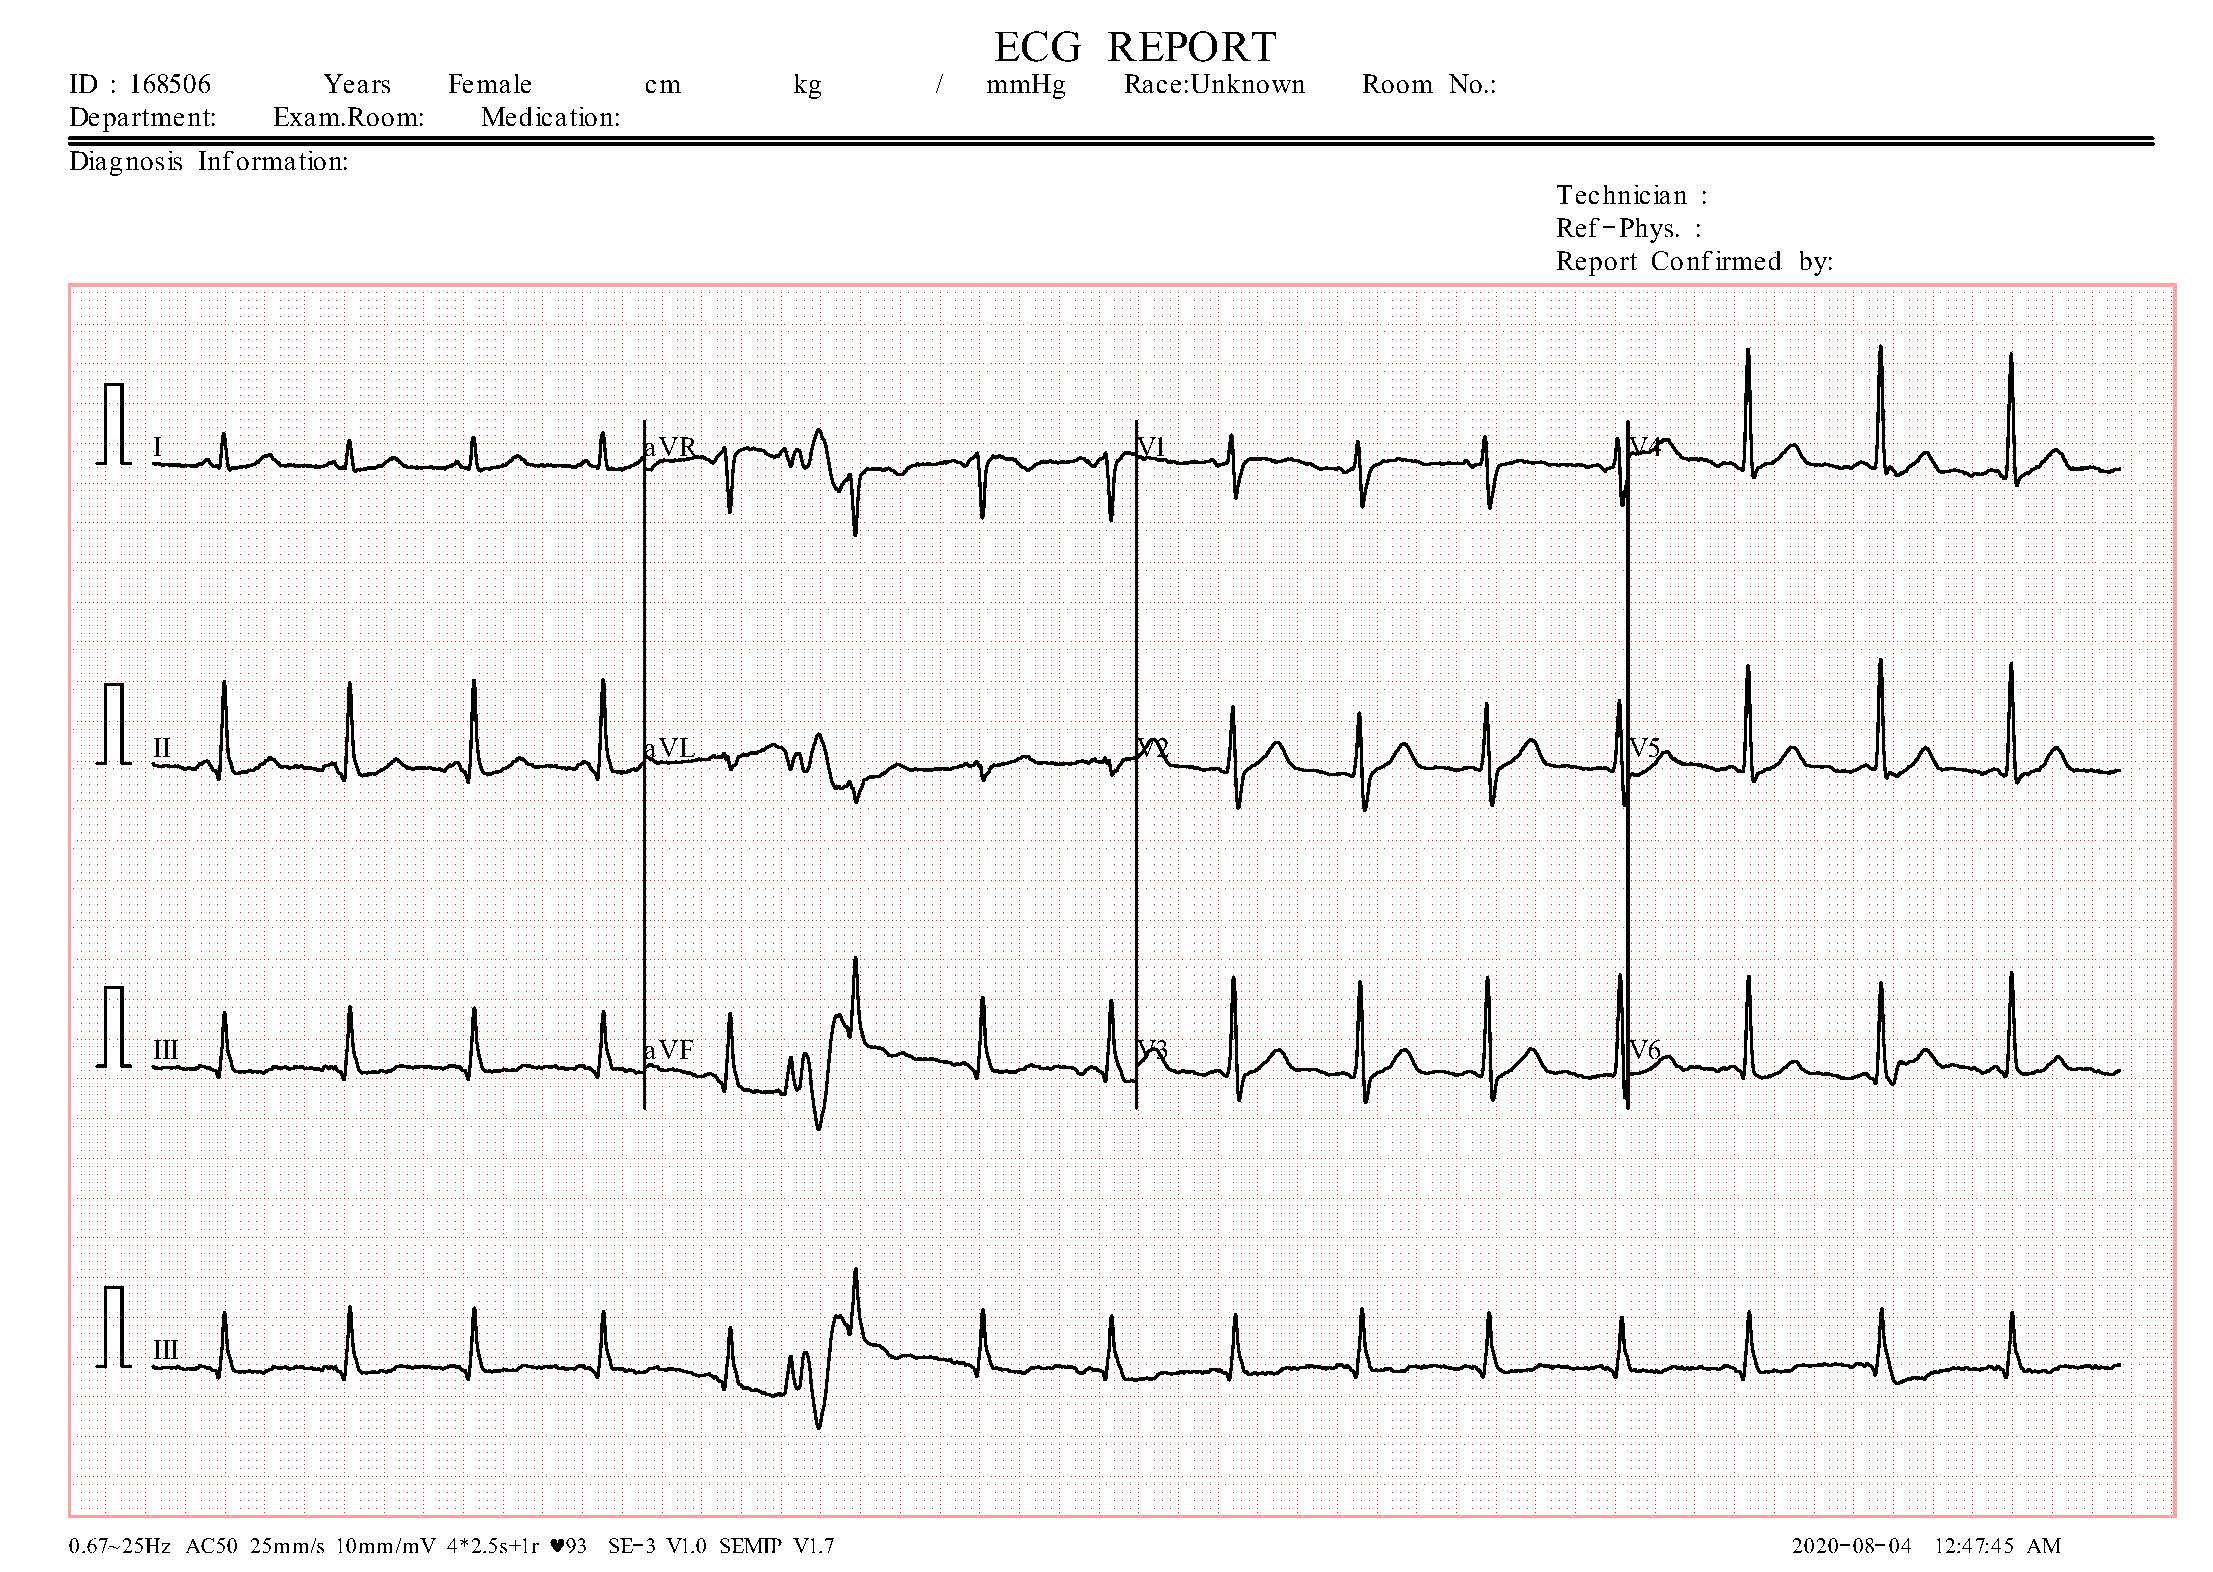 ECG REPORT
ID : 168506 Years Female cm kg / mmHg Race:Unknown Room No.:
Department: Exam.Room: Medication:
Diagnosis Information:
Technician :
Ref-Phys. :
Report Confirmed by:
I aVR V1 V4
II aVL V2 V5
III aVF V3 V6
III
0.67~25Hz AC50 25mm/s 10mm/mV 4*2.5s+1r ♥93 SE-3 V1.0 SEMIP V1.7 2020-08-04 12:47:45 AM